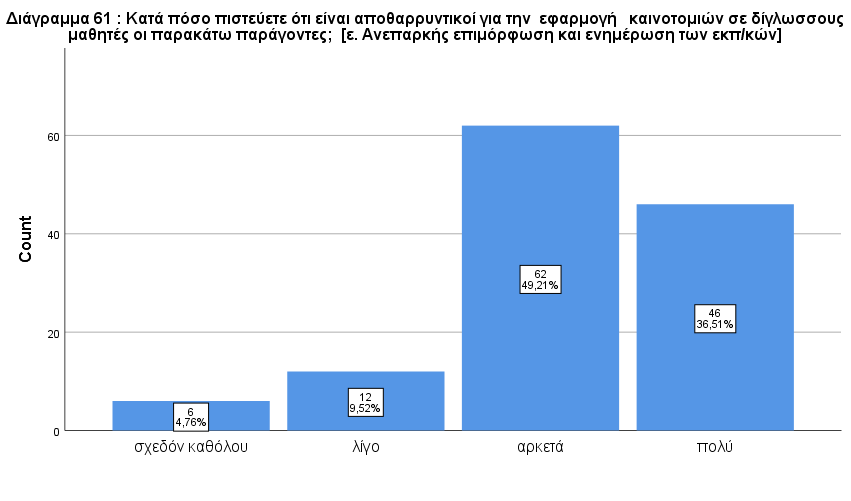 Διάγραμμα 61 : Κατά πόσο πιστεύετε ότι είναι αποθαρρυντικοί για την εφαρμογή καινοτομιών σε δίγλωσσους
μαθητές οι παρακάτω παράγοντες; [ε. Ανεπαρκής επιμόρφωση και ενημέρωση των εκπ/κών]
Count
60
40
20
0
6
4,76%
12
9,52%
62
49,21%
46
36,51%
σχεδόν καθόλου
λίγο
αρκετά
πολύ